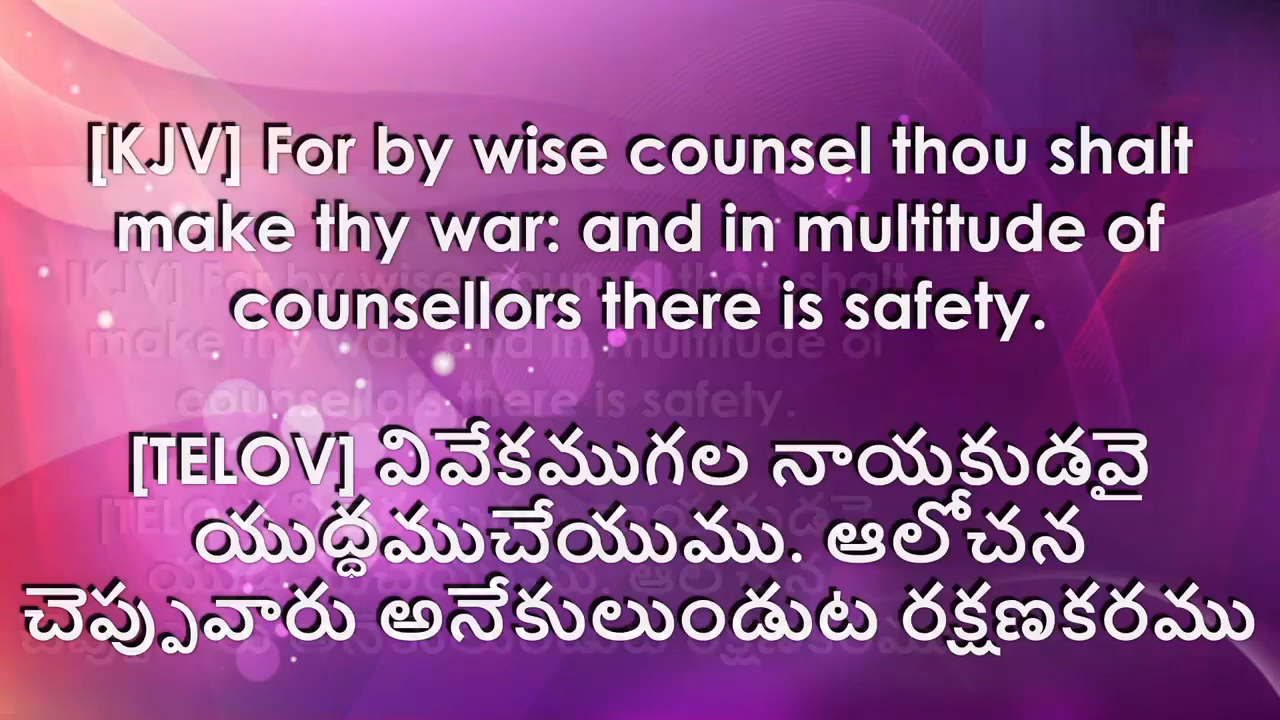 [KJV] For by wise counsel thou shalt
make thy war: and in multitude of
counsellors there is safety.
[TELOV] వివేకముగల నాయకుడవై
యుద్ధముచేయుము. ఆలోచన
చెప్పువారు అనేకులుండుట రక్షణకరము